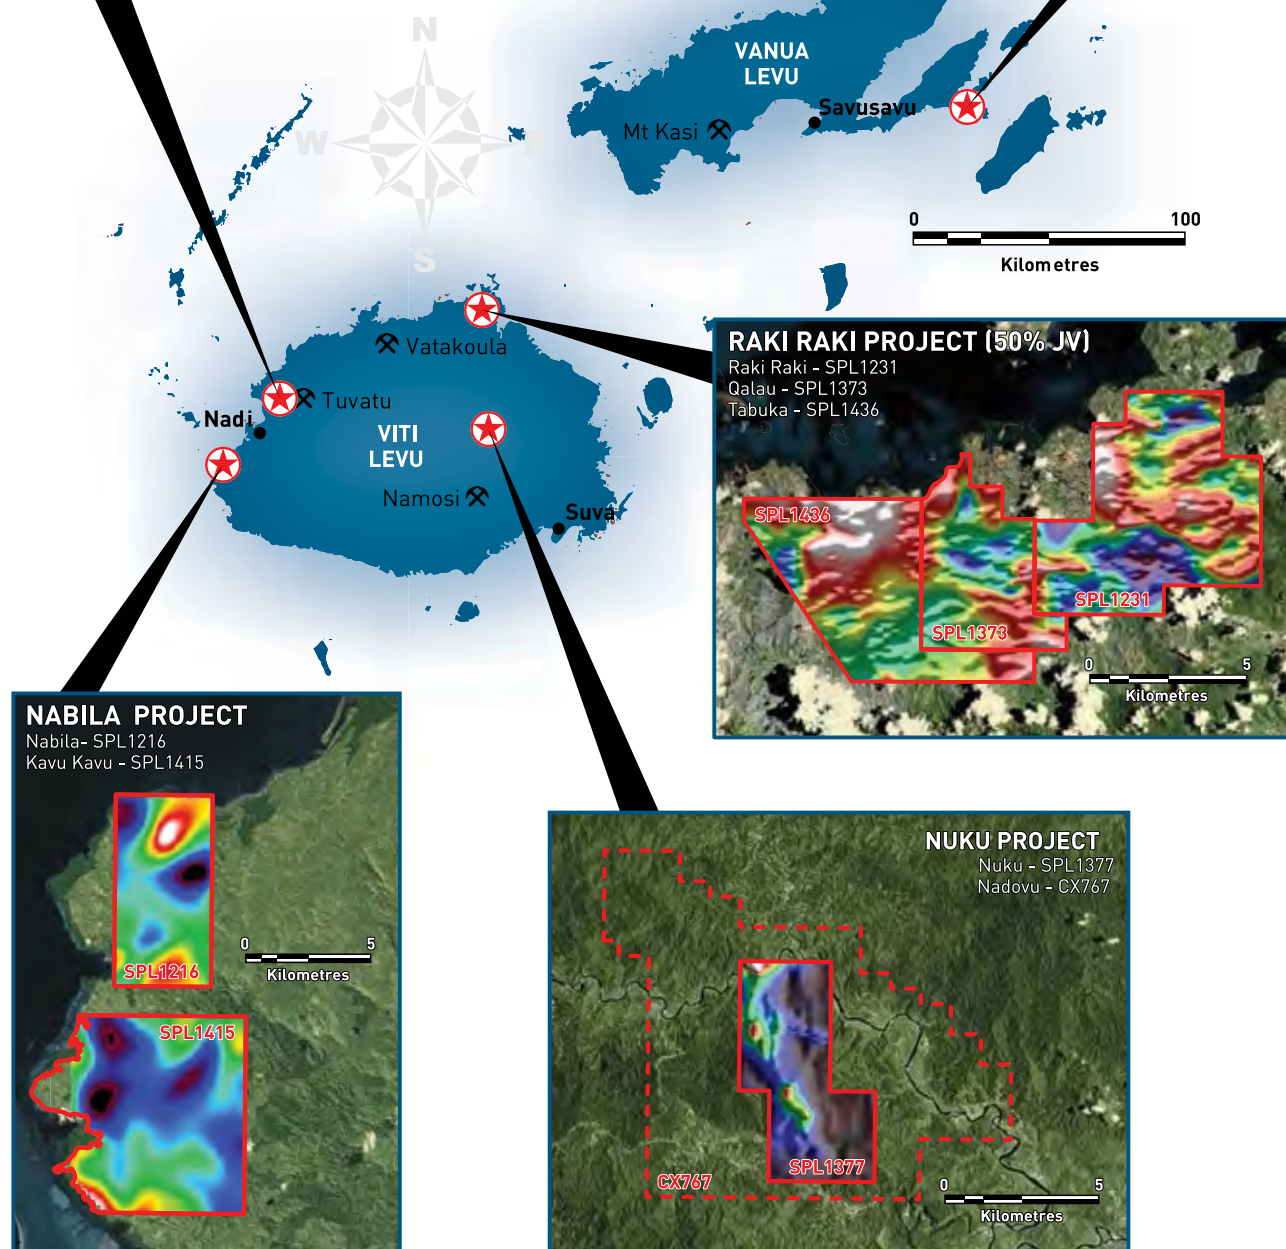 N
W
E
S
VANUA
LEVU
Savusavu
Mt Kasi
0 100
Kilometres
Vatakoula
Tuvatu
Nadi
VITI
LEVU
Namosi
Suva
RAKI RAKI PROJECT (50% JV)
Raki Raki - SPL1231
Qalau - SPL1373
Tabuka - SPL1436
SPL1436
SPL1231
SPL1373
0 5
Kilometres
NABILA PROJECT
Nabila- SPL1216
Kavu Kavu - SPL1415
SPL1216
0 5
Kilometres
SPL1415
NUKU PROJECT
Nuku - SPL1377
Nadovu - CX767
SPL1377
CX767
0 5
Kilometres